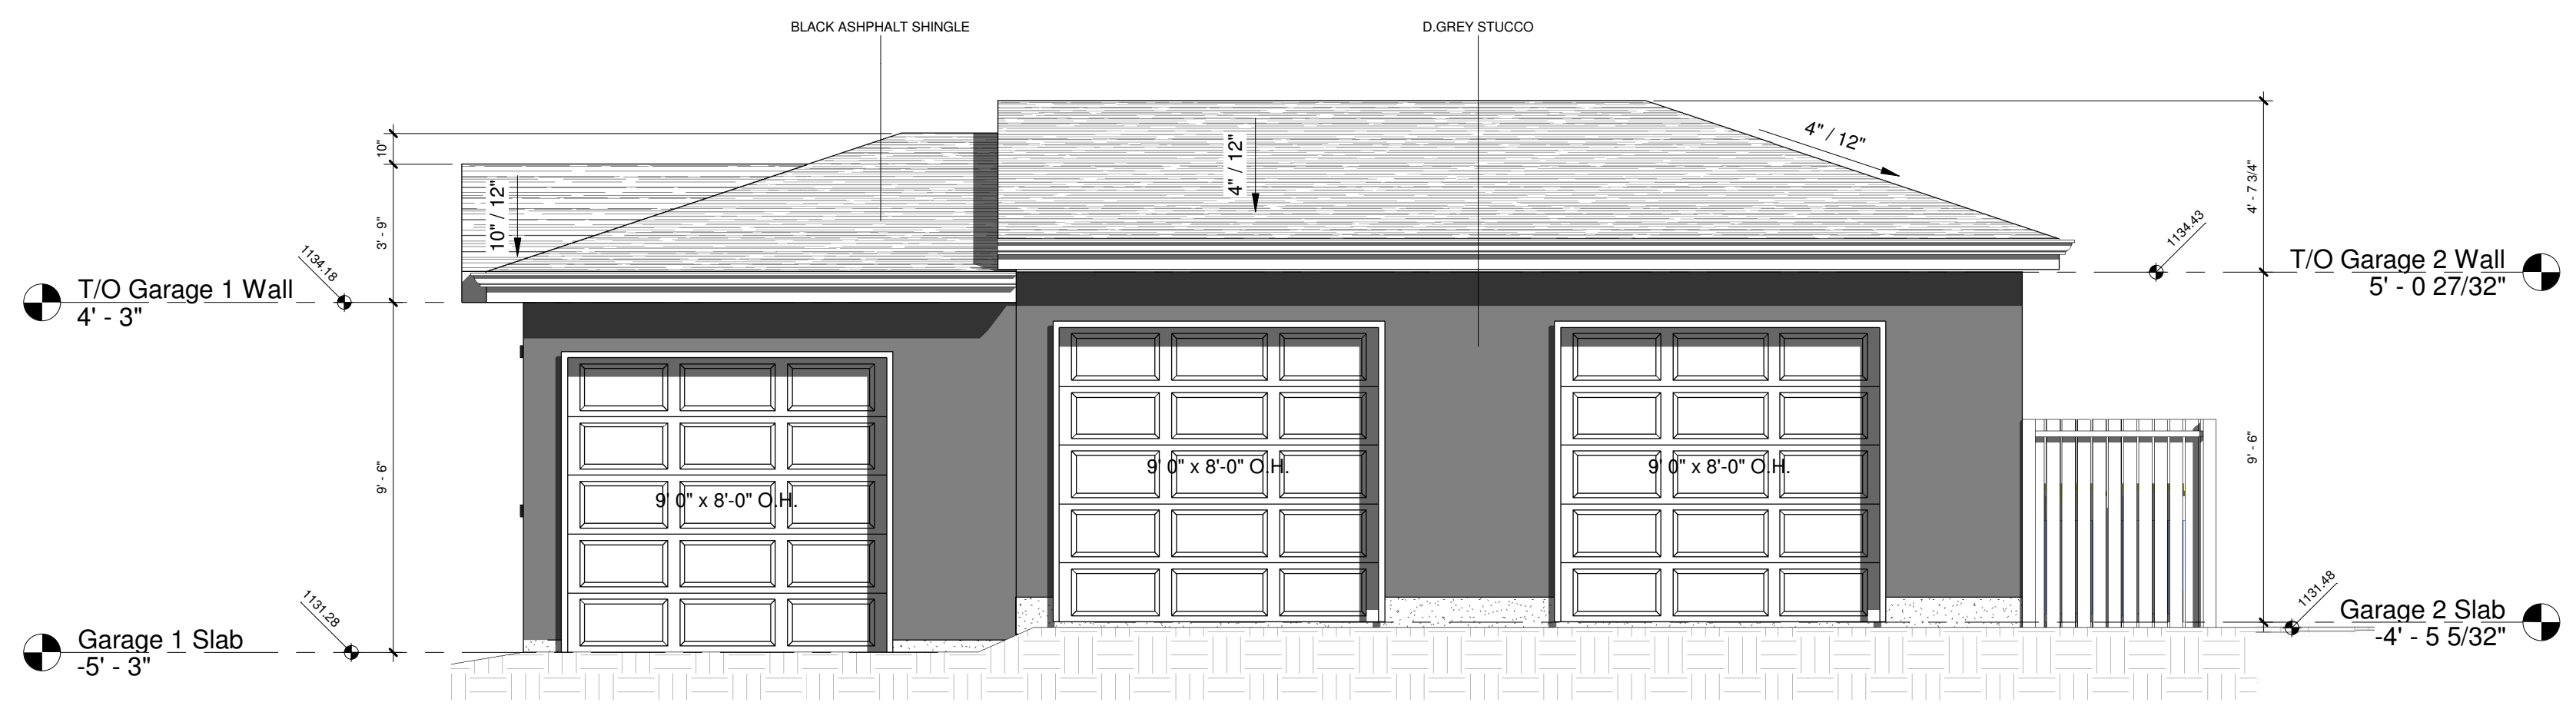 BLACK ASHPHALT SHINGLE
D.GREY STUCCO
10"
3' - 9"
9' - 6"
10" / 12"
4" / 12"
4" / 12"
4' - 7 3/4"
9' - 6"
1134.18
1134.43
T/O Garage 1 Wall
4' - 3"
T/O Garage 2 Wall
5' - 0 27/32"
9' 0" x 8'-0" O.H.
9' 0" x 8'-0" O.H.
9' 0" x 8'-0" O.H.
1131.28
1131.48
Garage 1 Slab
-5' - 3"
Garage 2 Slab
-4' - 5 5/32"